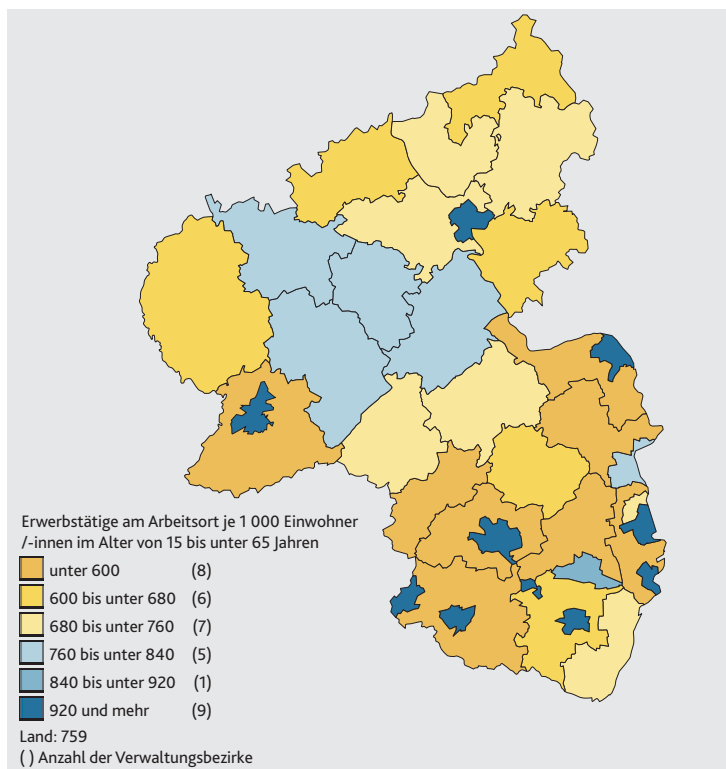 Erwerbstätige am Arbeitsort je 1 000 Einwohner
/-innen im Alter von 15 bis unter 65 Jahren
unter 600 (8)
600 bis unter 680 (6)
680 bis unter 760 (7)
760 bis unter 840 (5)
840 bis unter 920 (1)
920 und mehr (9)
Land: 759
( ) Anzahl der Verwaltungsbezirke